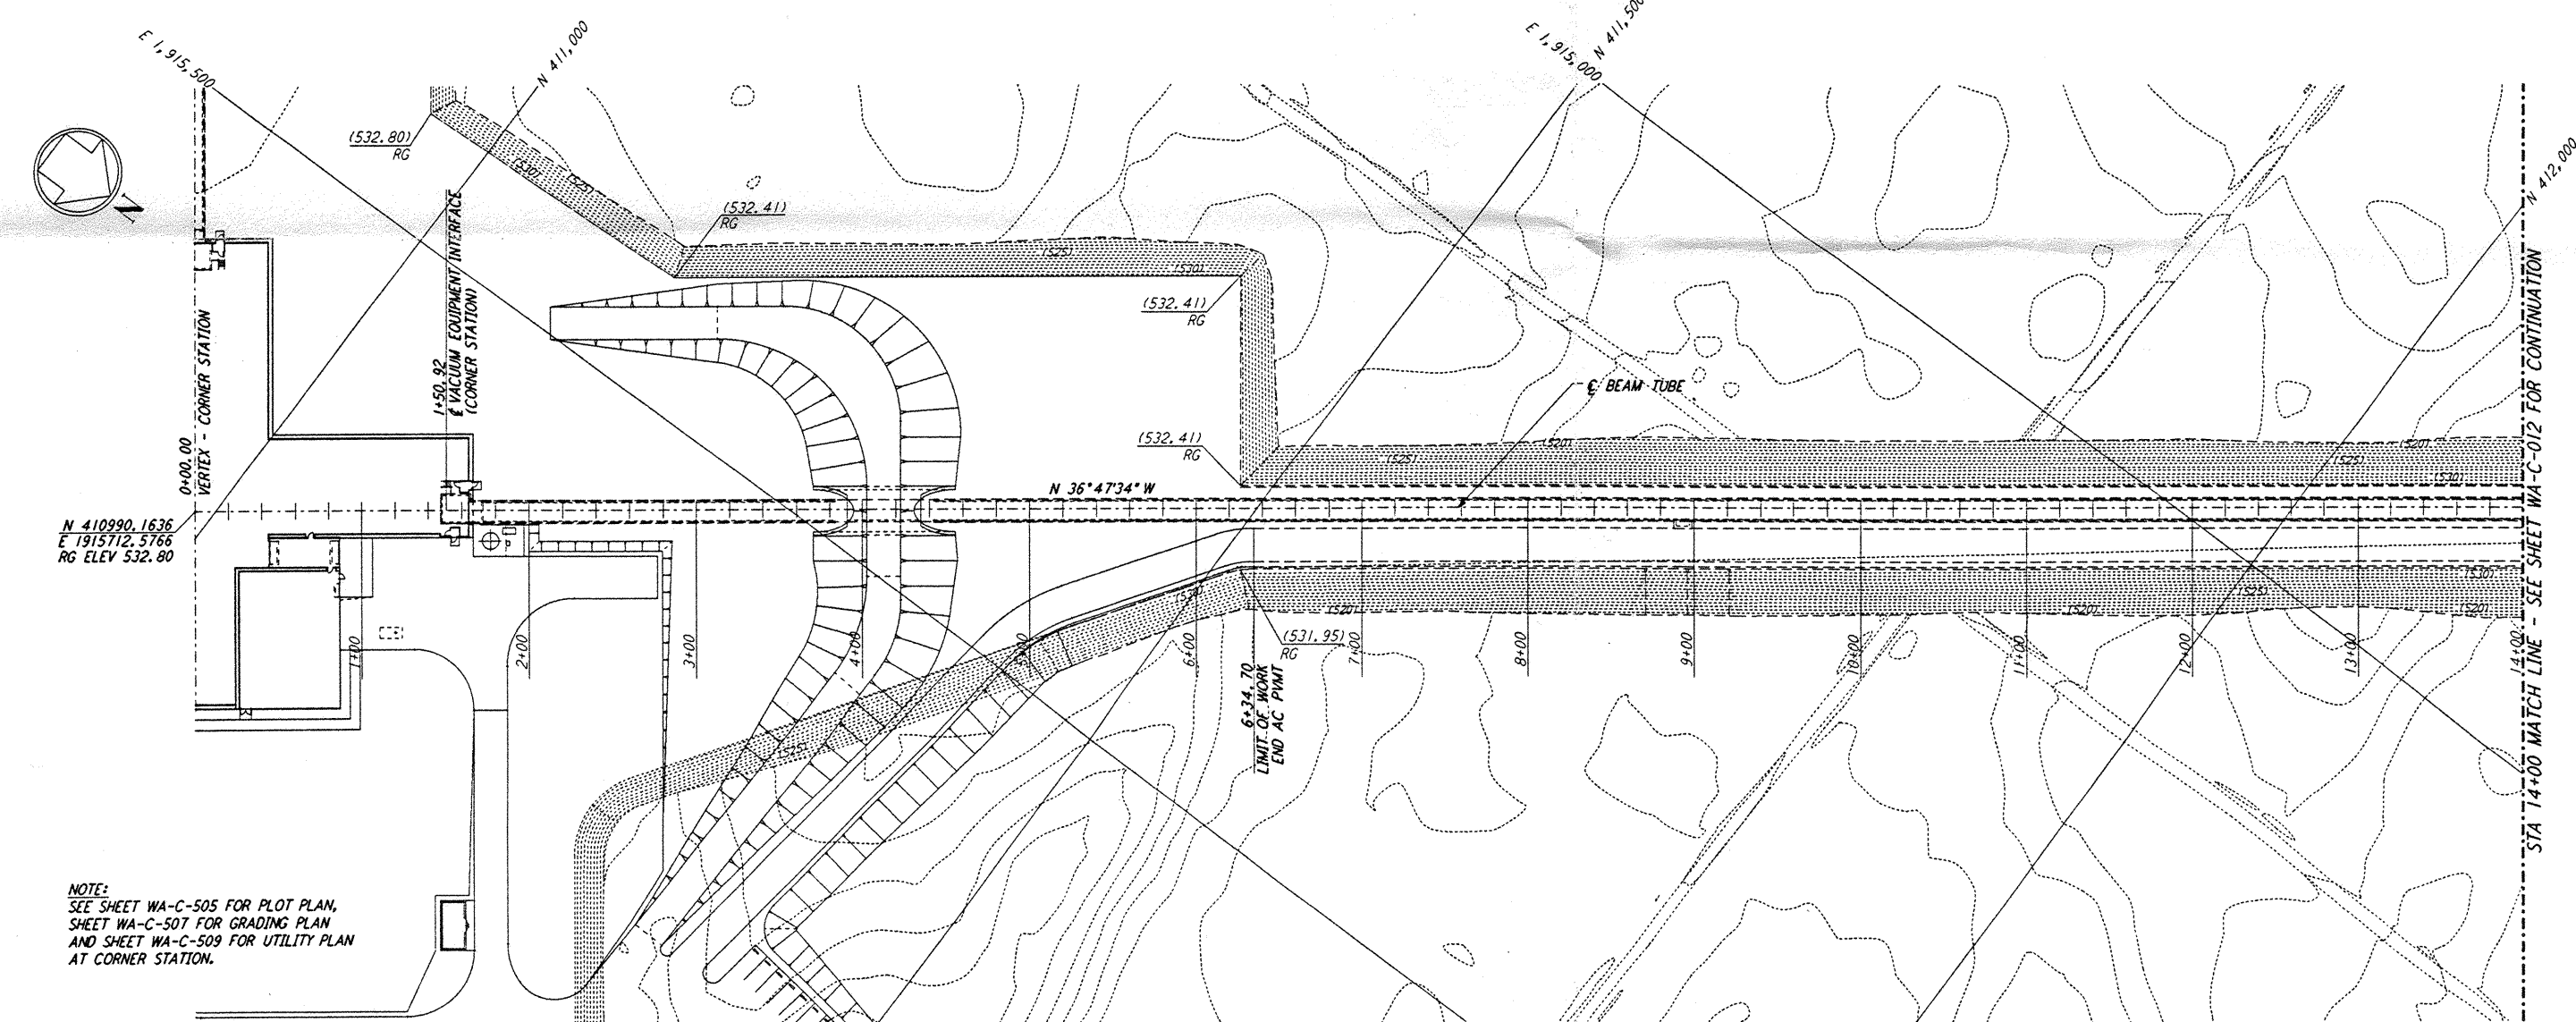 E 1,915,500
N 411,000
E 1,915,000
N 411,500
N 412,000
N
(532.80)
RG
(530)
(525)
(532.41)
RG
(525)
(530)
(532.41)
RG
1+50.92
℄ VACUUM EQUIPMENT INTERFACE
(CORNER STATION)
0+00.00
VERTEX - CORNER STATION
℄ BEAM TUBE
(532.41)
RG
(520)
(525)
(520)
(525)
(530)
N 36°47'34" W
N 410990.1636
E 1915712.5766
RG ELEV 532.80
(530)
(525)
(520)
(520)
(520)
(531.95)
RG
1+00
2+00
3+00
4+00
5+00
6+00
7+00
8+00
9+00
10+00
11+00
12+00
13+00
14+00
6+34.70
LIMIT OF WORK
END AC PVMT
(525)
STA 14+00 MATCH LINE - SEE SHEET WA-C-012 FOR CONTINUATION
NOTE:
SEE SHEET WA-C-505 FOR PLOT PLAN,
SHEET WA-C-507 FOR GRADING PLAN
AND SHEET WA-C-509 FOR UTILITY PLAN
AT CORNER STATION.